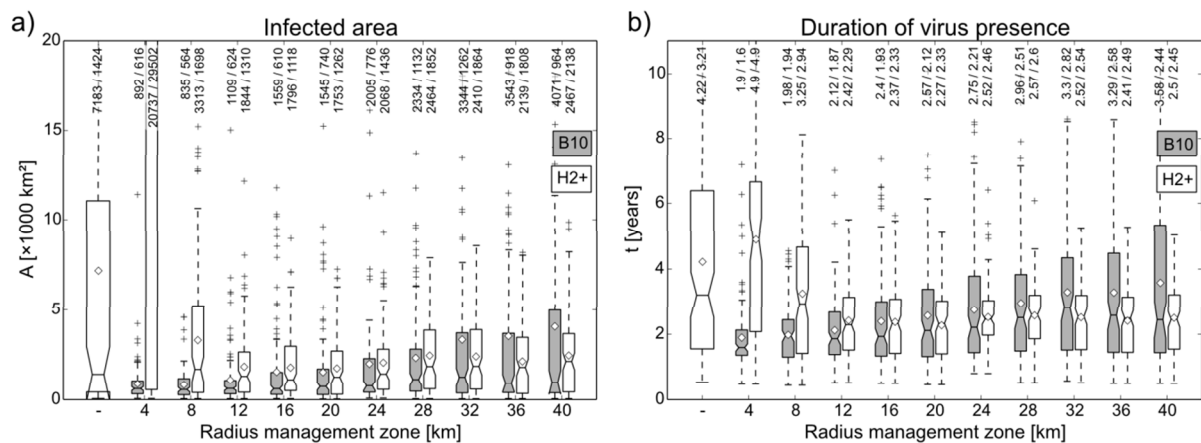 a)
Infected area
A [×1000 km²]
20
15
10
5
0
7183 / 1424
892 / 616
20737 / 29502
835 / 564
3313 / 1698
1109 / 624
1844 / 1310
1559 / 610
1796 / 1118
1545 / 740
1753 / 1262
2005 / 776
2068 / 1436
2334 / 1132
2464 / 1852
3344 / 1262
2410 / 1864
3543 / 918
2139 / 1808
4071 / 964
2467 / 2138
B10
H2+
- 4 8 12 16 20 24 28 32 36 40
Radius management zone [km]
b)
Duration of virus presence
t [years]
10
8
6
4
2
0
4.22 / 3.21
1.9 / 1.6
4.9 / 4.9
1.98 / 1.94
3.25 / 2.94
2.12 / 1.87
2.42 / 2.29
2.4 / 1.93
2.37 / 2.33
2.57 / 2.12
2.27 / 2.33
2.75 / 2.21
2.52 / 2.46
2.96 / 2.51
2.57 / 2.6
3.3 / 2.82
2.52 / 2.54
3.29 / 2.58
2.41 / 2.49
3.58 / 2.44
2.5 / 2.45
B10
H2+
- 4 8 12 16 20 24 28 32 36 40
Radius management zone [km]